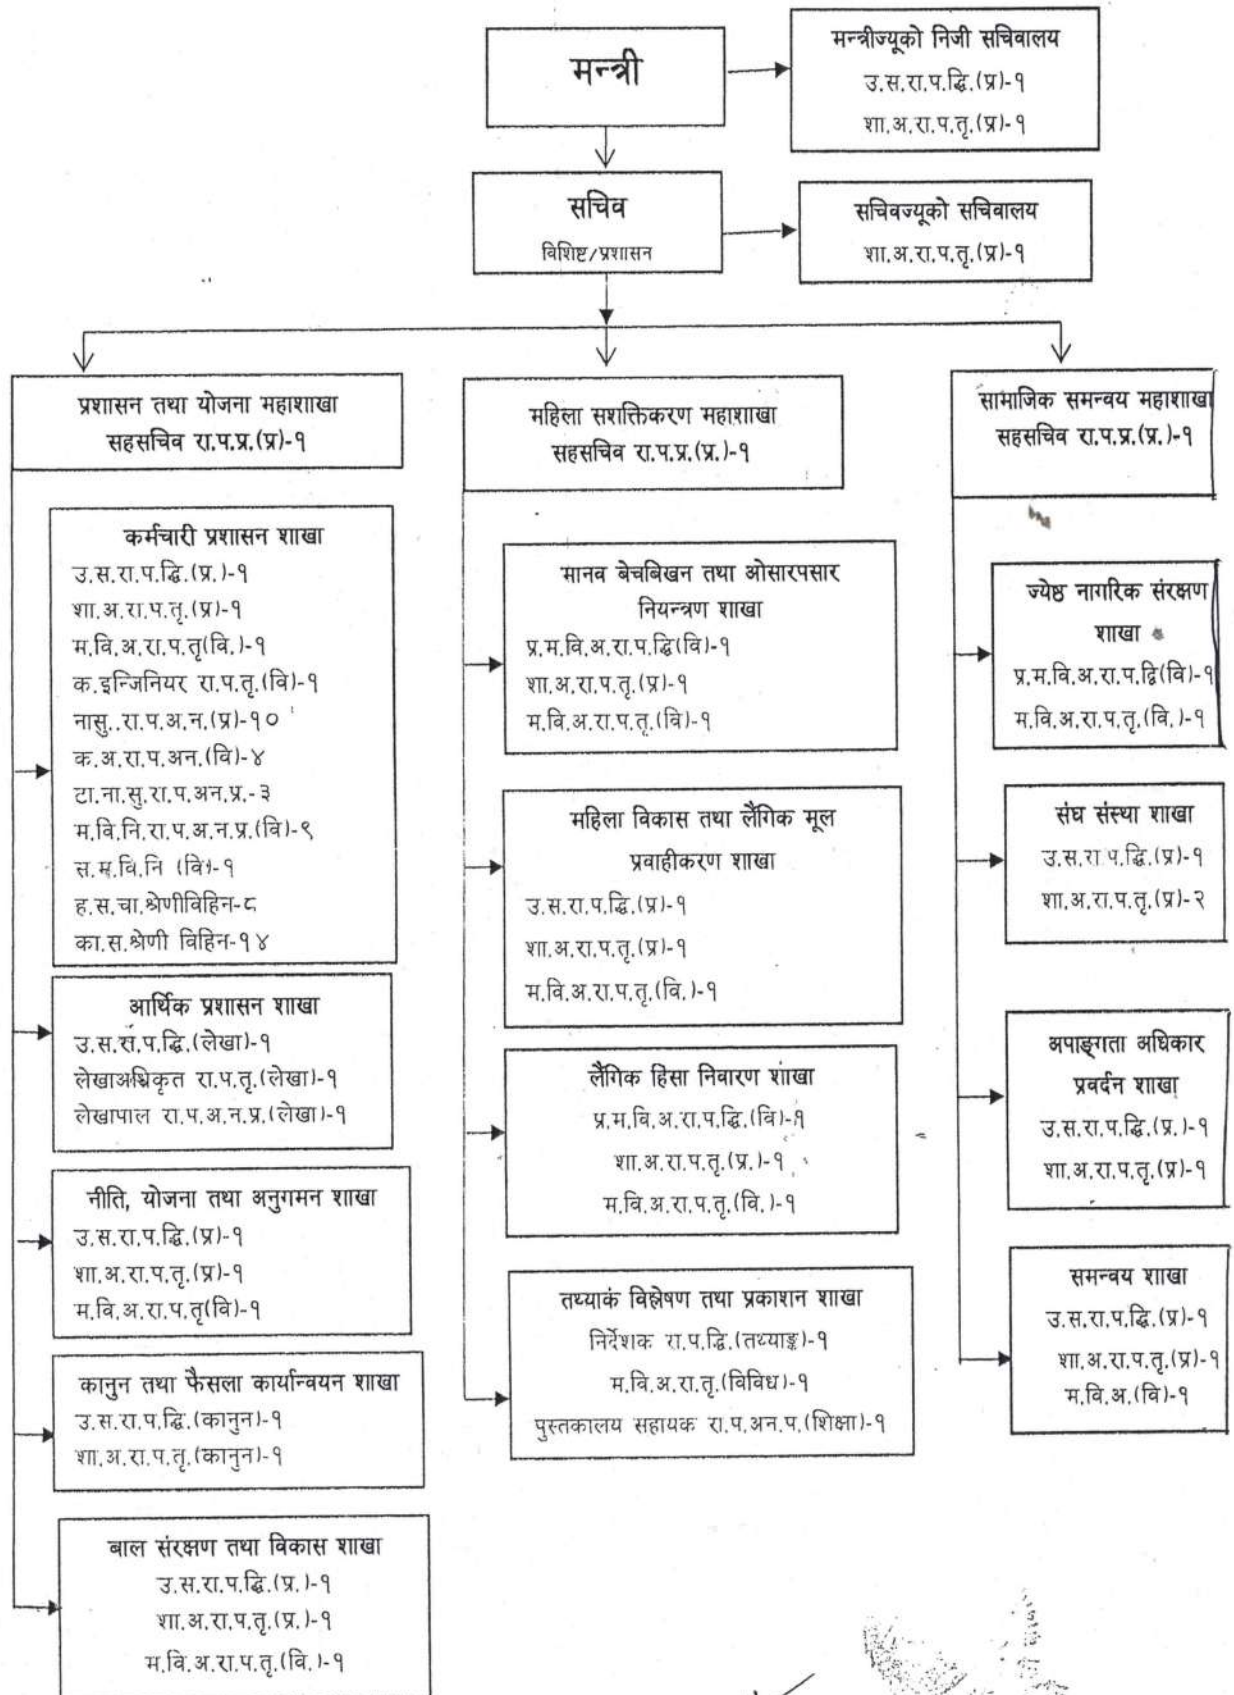 मन्त्री
मन्त्रीज्यूको निजी सचिवालय
उ.स.रा.प.द्धि.(प्र)-१
शा.अ.रा.प.तृ.(प्र)-१
सचिव
विशिष्ट/प्रशासन
सचिवज्यूको सचिवालय
शा.अ.रा.प.तृ.(प्र)-१
प्रशासन तथा योजना महाशाखा
सहसचिव रा.प.प्र.(प्र)-१
कर्मचारी प्रशासन शाखा
उ.स.रा.प.द्धि.(प्र.)-१
शा.अ.रा.प.तृ.(प्र)-१
म.वि.अ.रा.प.तृ(वि.)-१
क.इन्जिनियर रा.प.तृ.(वि)-१
नासु..रा.प.अ.न.(प्र)-१०
क.अ.रा.प.अन.(वि)-४
टा.ना.सु.रा.प.अन.प्र.-३
म.वि.नि.रा.प.अ.न.प्र.(वि)-९
स.म.वि.नि (वि)-१
ह.स.चा.श्रेणीविहिन-८
का.स.श्रेणी विहिन-१४
आर्थिक प्रशासन शाखा
उ.स.रा.प.द्धि.(लेखा)-१
लेखाअधिकृत रा.प.तृ.(लेखा)-१
लेखापाल रा.प.अ.न.प्र.(लेखा)-१
नीति, योजना तथा अनुगमन शाखा
उ.स.रा.प.द्धि.(प्र)-१
शा.अ.रा.प.तृ.(प्र)-१
म.वि.अ.रा.प.तृ(वि)-१
कानुन तथा फैसला कार्यान्वयन शाखा
उ.स.रा.प.द्धि.(कानुन)-१
शा.अ.रा.प.तृ.(कानुन)-१
बाल संरक्षण तथा विकास शाखा
उ.स.रा.प.द्धि.(प्र.)-१
शा.अ.रा.प.तृ.(प्र.)-१
म.वि.अ.रा.प.तृ.(वि.)-१
महिला सशक्तिकरण महाशाखा
सहसचिव रा.प.प्र.(प्र.)-१
मानव बेचबिखन तथा ओसारपसार
नियन्त्रण शाखा
प्र.म.वि.अ.रा.प.द्धि(वि)-१
शा.अ.रा.प.तृ.(प्र)-१
म.वि.अ.रा.प.तृ.(वि)-१
महिला विकास तथा लैंगिक मूल
प्रवाहीकरण शाखा
उ.स.रा.प.द्धि.(प्र)-१
शा.अ.रा.प.तृ.(प्र)-१
म.वि.अ.रा.प.तृ.(वि.)-१
लैंगिक हिसा निवारण शाखा
प्र.म.वि.अ.रा.प.द्धि.(वि)-१
शा.अ.रा.प.तृ.(प्र.)-१
म.वि.अ.रा.प.तृ.(वि.)-१
तथ्याकं विश्लेषण तथा प्रकाशन शाखा
निर्देशक रा.प.द्धि.(तथ्याङ्क)-१
म.वि.अ.रा.तृ.(विविध)-१
पुस्तकालय सहायक रा.प.अन.प.(शिक्षा)-१
सामाजिक समन्वय महाशाखा
सहसचिव रा.प.प्र.(प्र.)-१
ज्येष्ठ नागरिक संरक्षण
शाखा
प्र.म.वि.अ.रा.प.द्वि(वि)-१
म.वि.अ.रा.प.तृ.(वि.)-१
संघ संस्था शाखा
उ.स.रा.प.द्धि.(प्र)-१
शा.अ.रा.प.तृ.(प्र)-२
अपाङ्गता अधिकार
प्रवर्दन शाखा
उ.स.रा.प.द्धि.(प्र.)-१
शा.अ.रा.प.तृ.(प्र)-१
समन्वय शाखा
उ.स.रा.प.द्धि.(प्र)-१
शा.अ.रा.प.तृ.(प्र)-१
म.वि.अ.(वि)-१